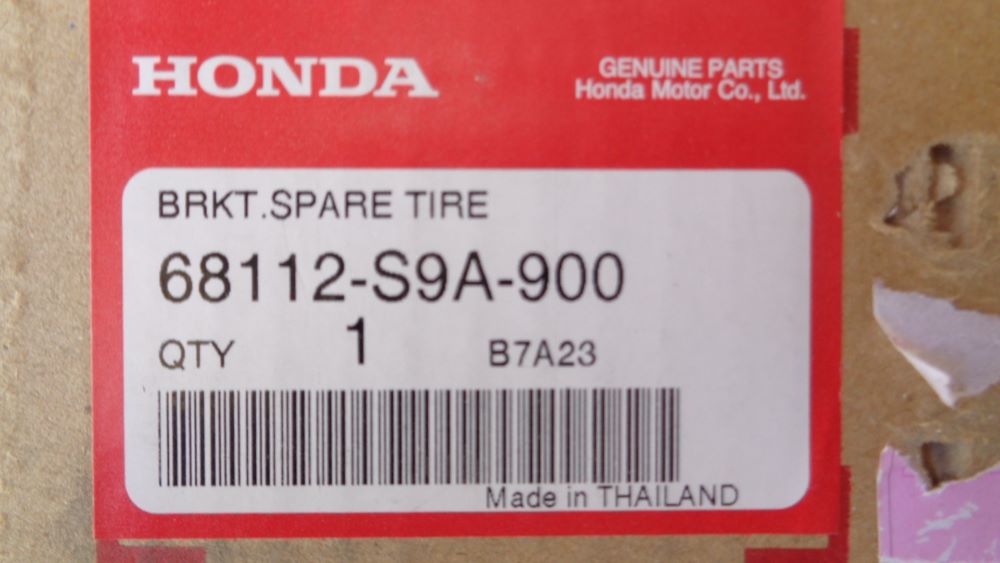 HONDA
GENUINE PARTS
Honda Motor Co., Ltd.
BRKT.SPARE TIRE
68112-S9A-900
QTY 1 B7A23
Made in THAILAND